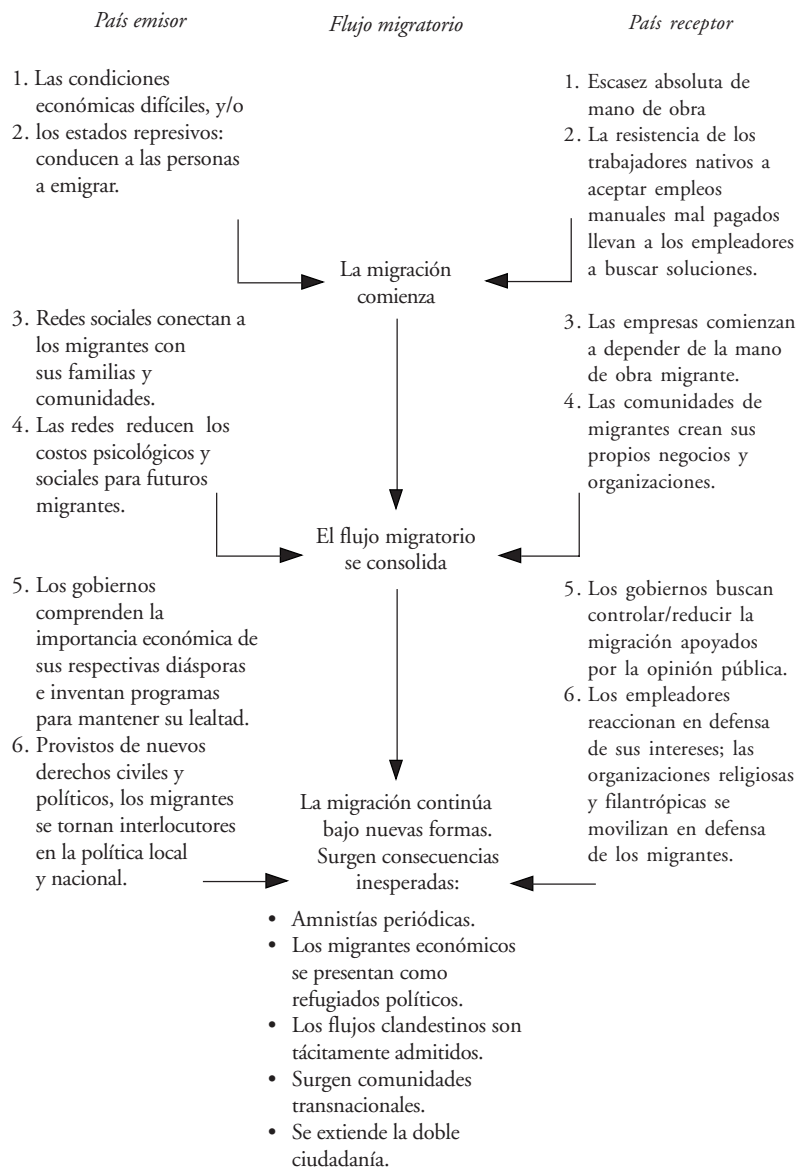 País emisor
Flujo migratorio
País receptor
1. Las condiciones
económicas difíciles, y/o
2. los estados represivos:
conducen a las personas
a emigrar.
1. Escasez absoluta de
mano de obra
2. La resistencia de los
trabajadores nativos a
aceptar empleos
manuales mal pagados
llevan a los empleadores
a buscar soluciones.
La migración
comienza
3. Redes sociales conectan a
los migrantes con
sus familias y
comunidades.
4. Las redes reducen los
costos psicológicos y
sociales para futuros
migrantes.
3. Las empresas comienzan
a depender de la mano
de obra migrante.
4. Las comunidades de
migrantes crean sus
propios negocios y
organizaciones.
El flujo migratorio
se consolida
5. Los gobiernos
comprenden la
importancia económica de
sus respectivas diásporas
e inventan programas
para mantener su lealtad.
6. Provistos de nuevos
derechos civiles y
políticos, los migrantes
se tornan interlocutores
en la política local
y nacional.
5. Los gobiernos buscan
controlar/reducir la
migración apoyados
por la opinión pública.
6. Los empleadores
reaccionan en defensa
de sus intereses; las
organizaciones religiosas
y filantrópicas se
movilizan en defensa
de los migrantes.
La migración continúa
bajo nuevas formas.
Surgen consecuencias
inesperadas:
• Amnistías periódicas.
• Los migrantes económicos
se presentan como
refugiados políticos.
• Los flujos clandestinos son
tácitamente admitidos.
• Surgen comunidades
transnacionales.
• Se extiende la doble
ciudadanía.